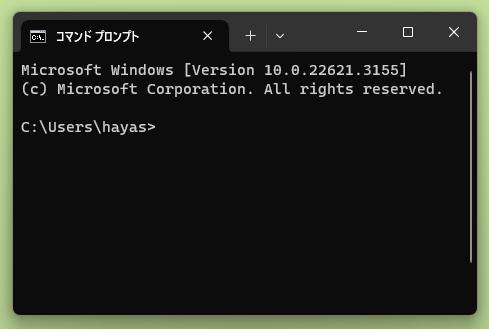 コマンド プロンプト
Microsoft Windows [Version 10.0.22621.3155]
(c) Microsoft Corporation. All rights reserved.
C:\Users\hayas>